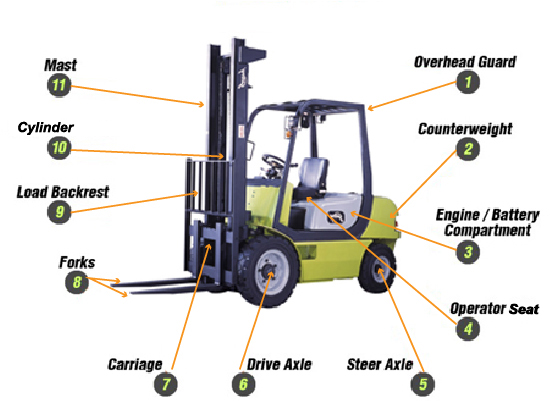 Overhead Guard
1
Counterweight
2
Engine / Battery
Compartment
3
Operator Seat
4
Steer Axle
5
Drive Axle
6
Carriage
7
Forks
8
Load Backrest
9
Cylinder
10
Mast
11